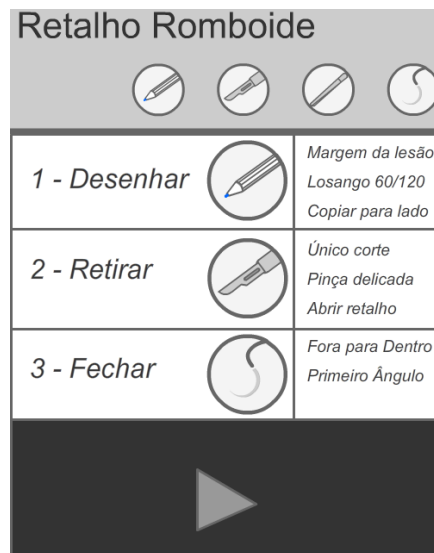 Retalho Romboide
1 - Desenhar
Margem da lesão
Losango 60/120
Copiar para lado
2 - Retirar
Único corte
Pinça delicada
Abrir retalho
3 - Fechar
Fora para Dentro
Primeiro Ângulo